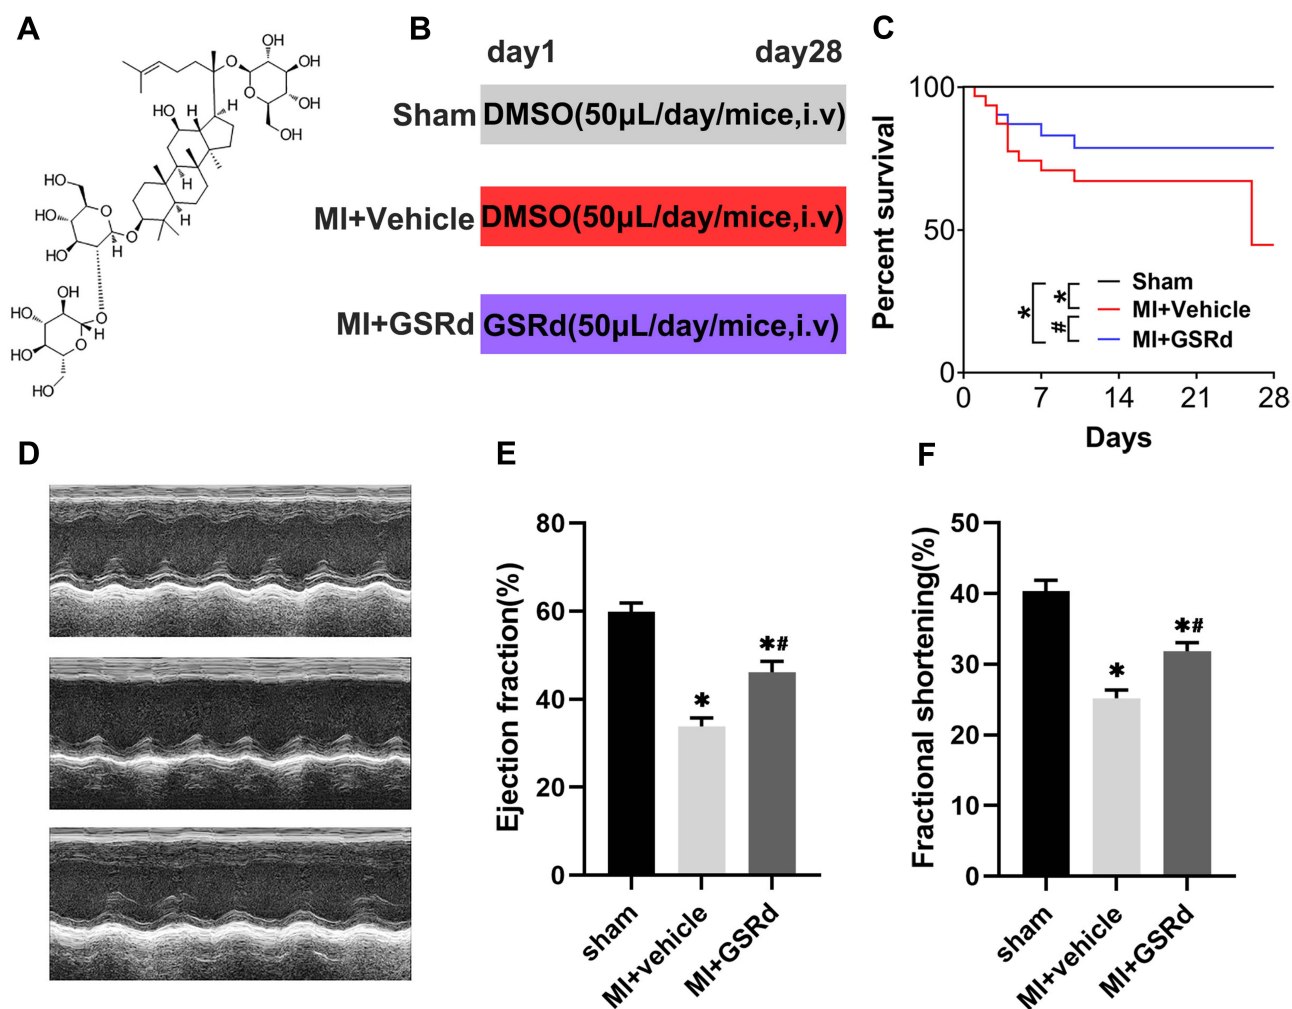 A
OH
O
OH
O
OH
OH
H
HO
H
H
H
HO
O
HO
HO
O
H
OH
HO
O
H
HO
O
HO
HO
B
day1 day28
Sham DMSO(50µL/day/mice,i.v)
MI+Vehicle DMSO(50µL/day/mice,i.v)
MI+GSRd GSRd(50µL/day/mice,i.v)
C
Percent survival
100
50
0
0 7 14 21 28
Days
* * #
Sham
MI+Vehicle
MI+GSRd
D
E
Ejection fraction(%)
80
60
40
20
0
*
*#
sham
MI+vehicle
MI+GSRd
F
Fractional shortening(%)
50
40
30
20
10
0
*
*#
sham
MI+vehicle
MI+GSRd